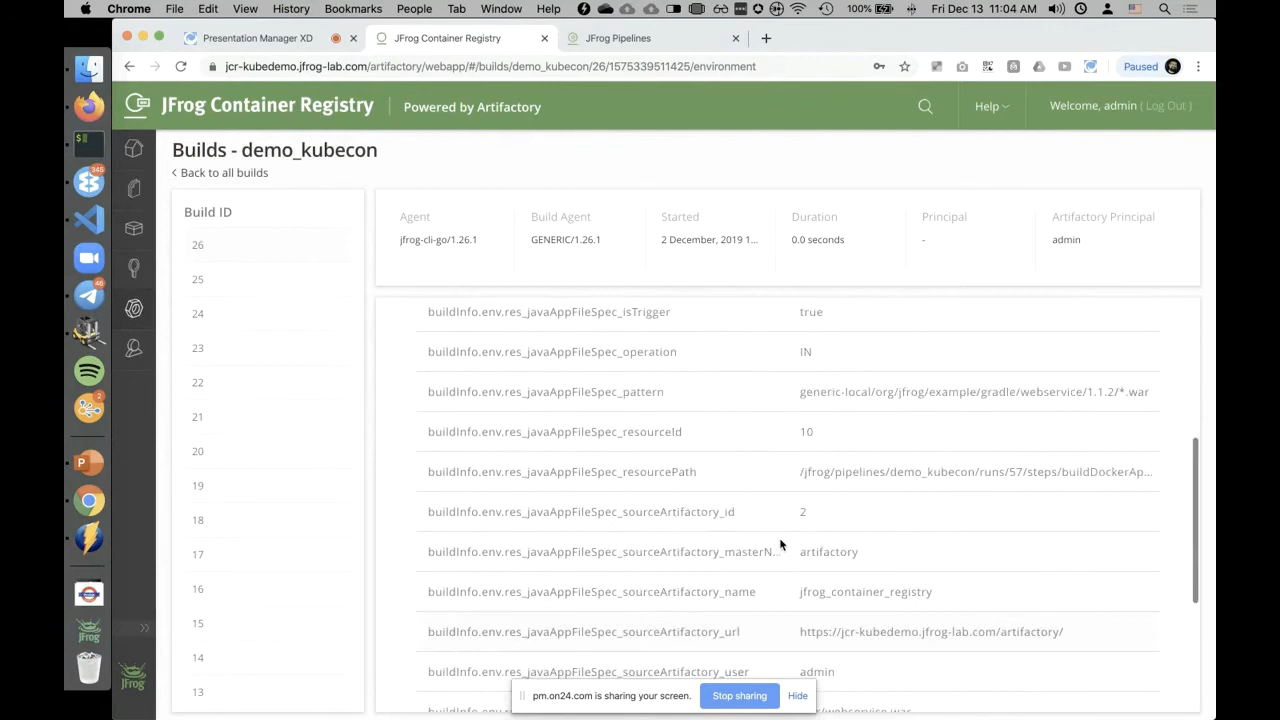 Chrome File Edit View History Bookmarks People Tab Window Help 100% Fri Dec 13 11:04 AM
Presentation Manager XD JFrog Container Registry JFrog Pipelines
jcr-kubedemo.jfrog-lab.com/artifactory/webapp/#/builds/demo_kubecon/26/1575339511425/environment Paused
JFrog Container Registry Powered by Artifactory Help Welcome, admin ( Log Out )
Builds - demo_kubecon
< Back to all builds
Build ID
26
25
24
23
22
21
20
19
18
17
16
15
14
13
Agent Build Agent Started Duration Principal Artifactory Principal
jfrog-cli-go/1.26.1 GENERIC/1.26.1 2 December, 2019 1... 0.0 seconds - admin
buildInfo.env.res_javaAppFileSpec_isTrigger true
buildInfo.env.res_javaAppFileSpec_operation IN
buildInfo.env.res_javaAppFileSpec_pattern generic-local/org/jfrog/example/gradle/webservice/1.1.2/*.war
buildInfo.env.res_javaAppFileSpec_resourceId 10
buildInfo.env.res_javaAppFileSpec_resourcePath /jfrog/pipelines/demo_kubecon/runs/57/steps/buildDockerAp...
buildInfo.env.res_javaAppFileSpec_sourceArtifactory_id 2
buildInfo.env.res_javaAppFileSpec_sourceArtifactory_masterN... artifactory
buildInfo.env.res_javaAppFileSpec_sourceArtifactory_name jfrog_container_registry
buildInfo.env.res_javaAppFileSpec_sourceArtifactory_url https://jcr-kubedemo.jfrog-lab.com/artifactory/
buildInfo.env.res_javaAppFileSpec_sourceArtifactory_user admin
pm.on24.com is sharing your screen. Stop sharing Hide
345
46
2
JFrog
JFrog